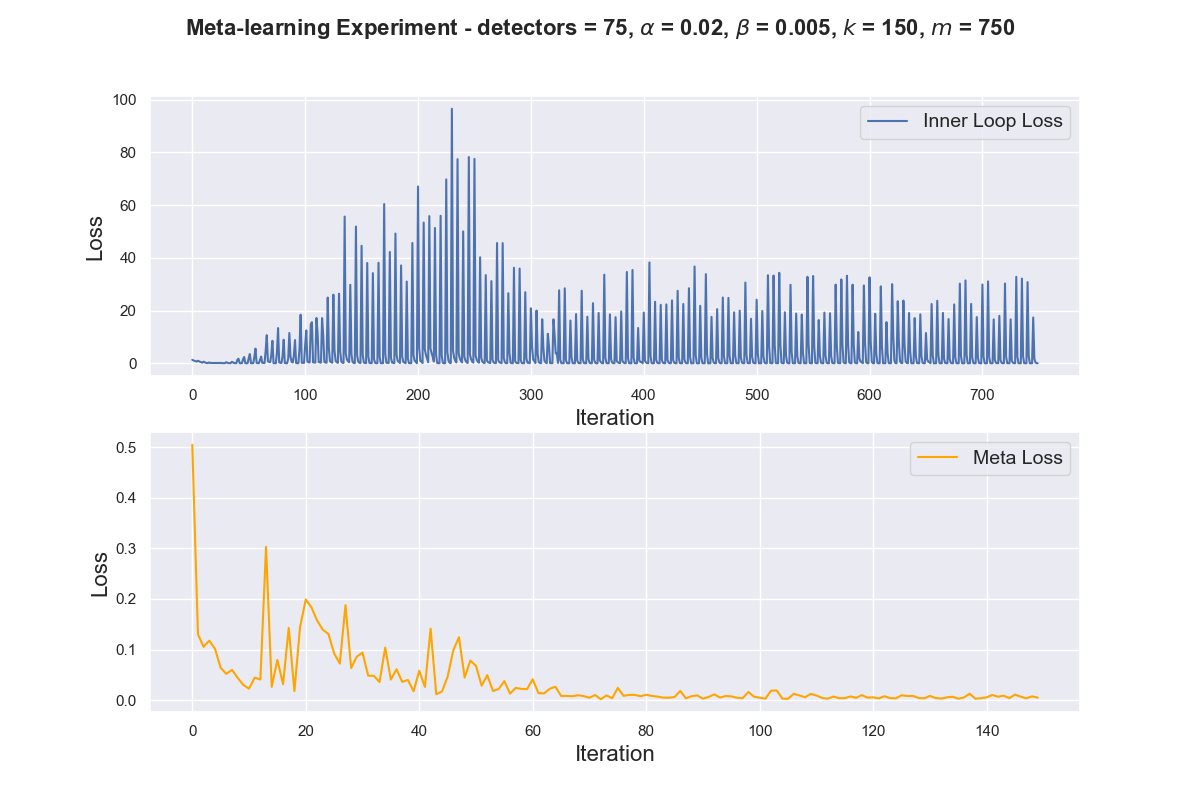 Meta-learning Experiment - detectors = 75, α = 0.02, β = 0.005, k = 150, m = 750
100
80
60
40
20
0
Loss
Inner Loop Loss
0 100 200 300 400 500 600 700
Iteration
0.5
0.4
0.3
0.2
0.1
0.0
Loss
Meta Loss
0 20 40 60 80 100 120 140
Iteration